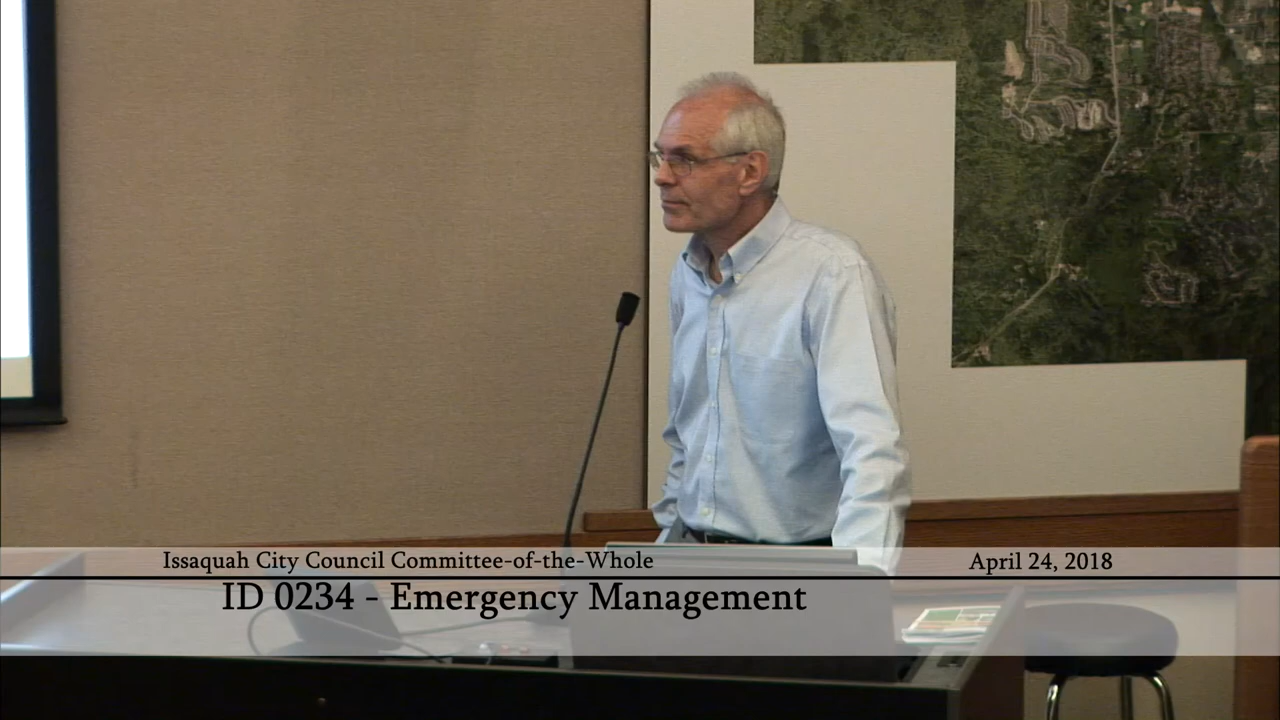 Issaquah City Council Committee-of-the-Whole
April 24, 2018
ID 0234 - Emergency Management